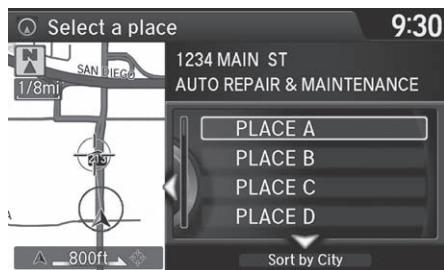 Select a place
9:30
N
SAN DIEGO
1/8mi
213
800ft
1234 MAIN ST
AUTO REPAIR & MAINTENANCE
PLACE A
PLACE B
PLACE C
PLACE D
Sort by City